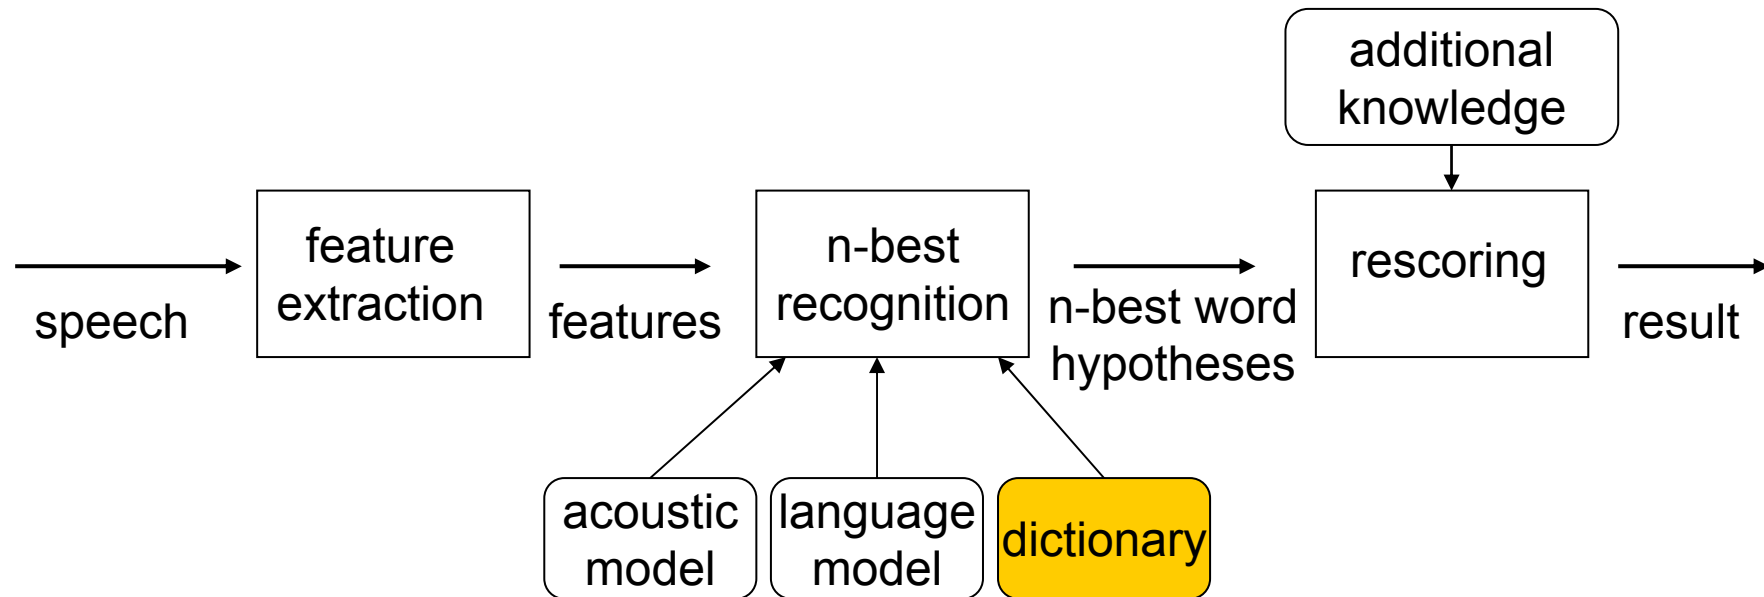 additional
knowledge
speech
feature
extraction
features
n-best
recognition
n-best word
hypotheses
rescoring
result
acoustic
model
language
model
dictionary